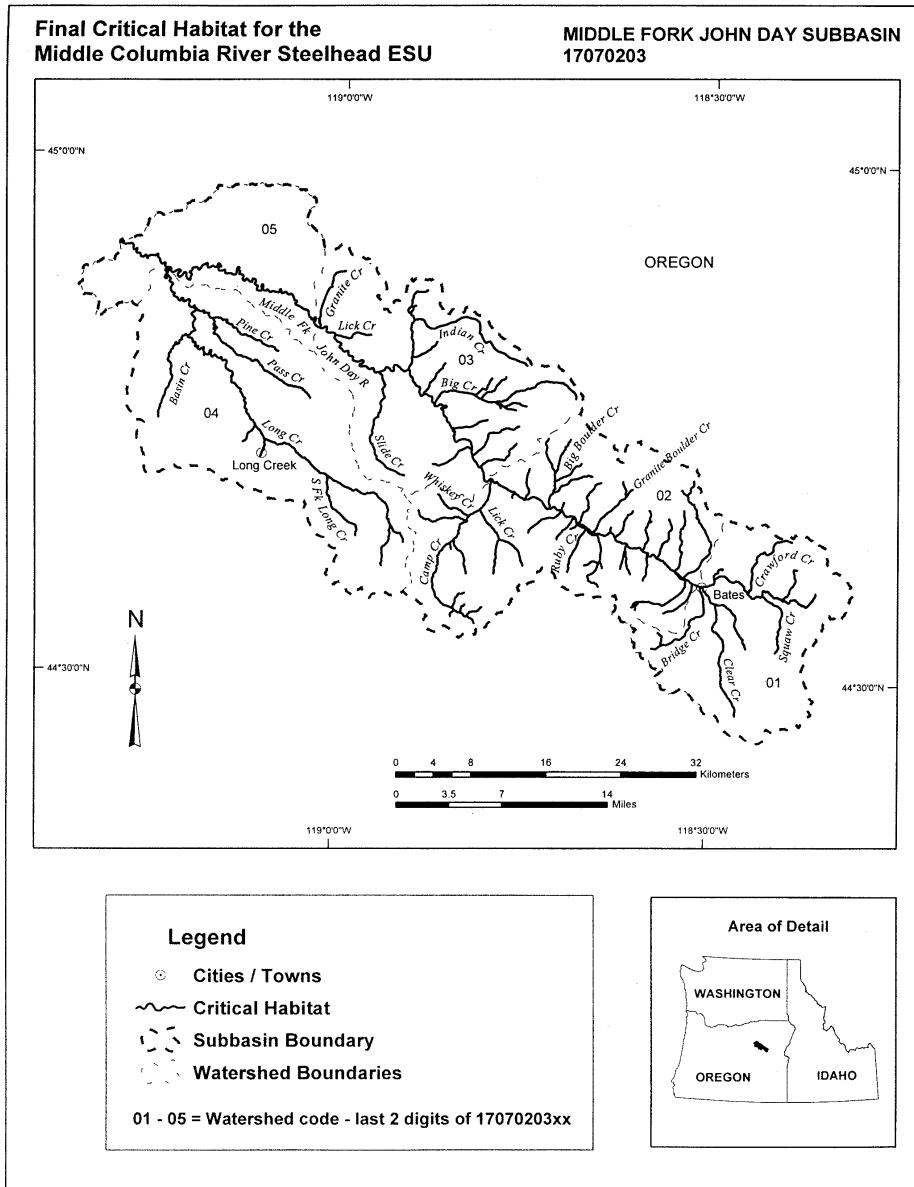 Final Critical Habitat for the
Middle Columbia River Steelhead ESU
MIDDLE FORK JOHN DAY SUBBASIN
17070203
119°0'0"W
118°30'0"W
45°0'0"N
45°0'0"N
OREGON
05
Granite Cr
Lick Cr
Middle Fk
John Day R
Indian Cr
03
Big Cr
Pine Cr
Pass Cr
Basin Cr
04
Long Cr
Long Creek
Slide Cr
S Fk Long Cr
Whiskey Cr
Lick Cr
Camp Cr
Big Boulder Cr
Granite Boulder Cr
02
Ruby Cr
Bates
Crawford Cr
Squaw Cr
Bridge Cr
Clear Cr
01
N
44°30'0"N
44°30'0"N
0 4 8 16 24 32
Kilometers
0 3.5 7 14
Miles
119°0'0"W
118°30'0"W
Legend
Cities / Towns
Critical Habitat
Subbasin Boundary
Watershed Boundaries
01 - 05 = Watershed code - last 2 digits of 17070203xx
Area of Detail
WASHINGTON
OREGON
IDAHO